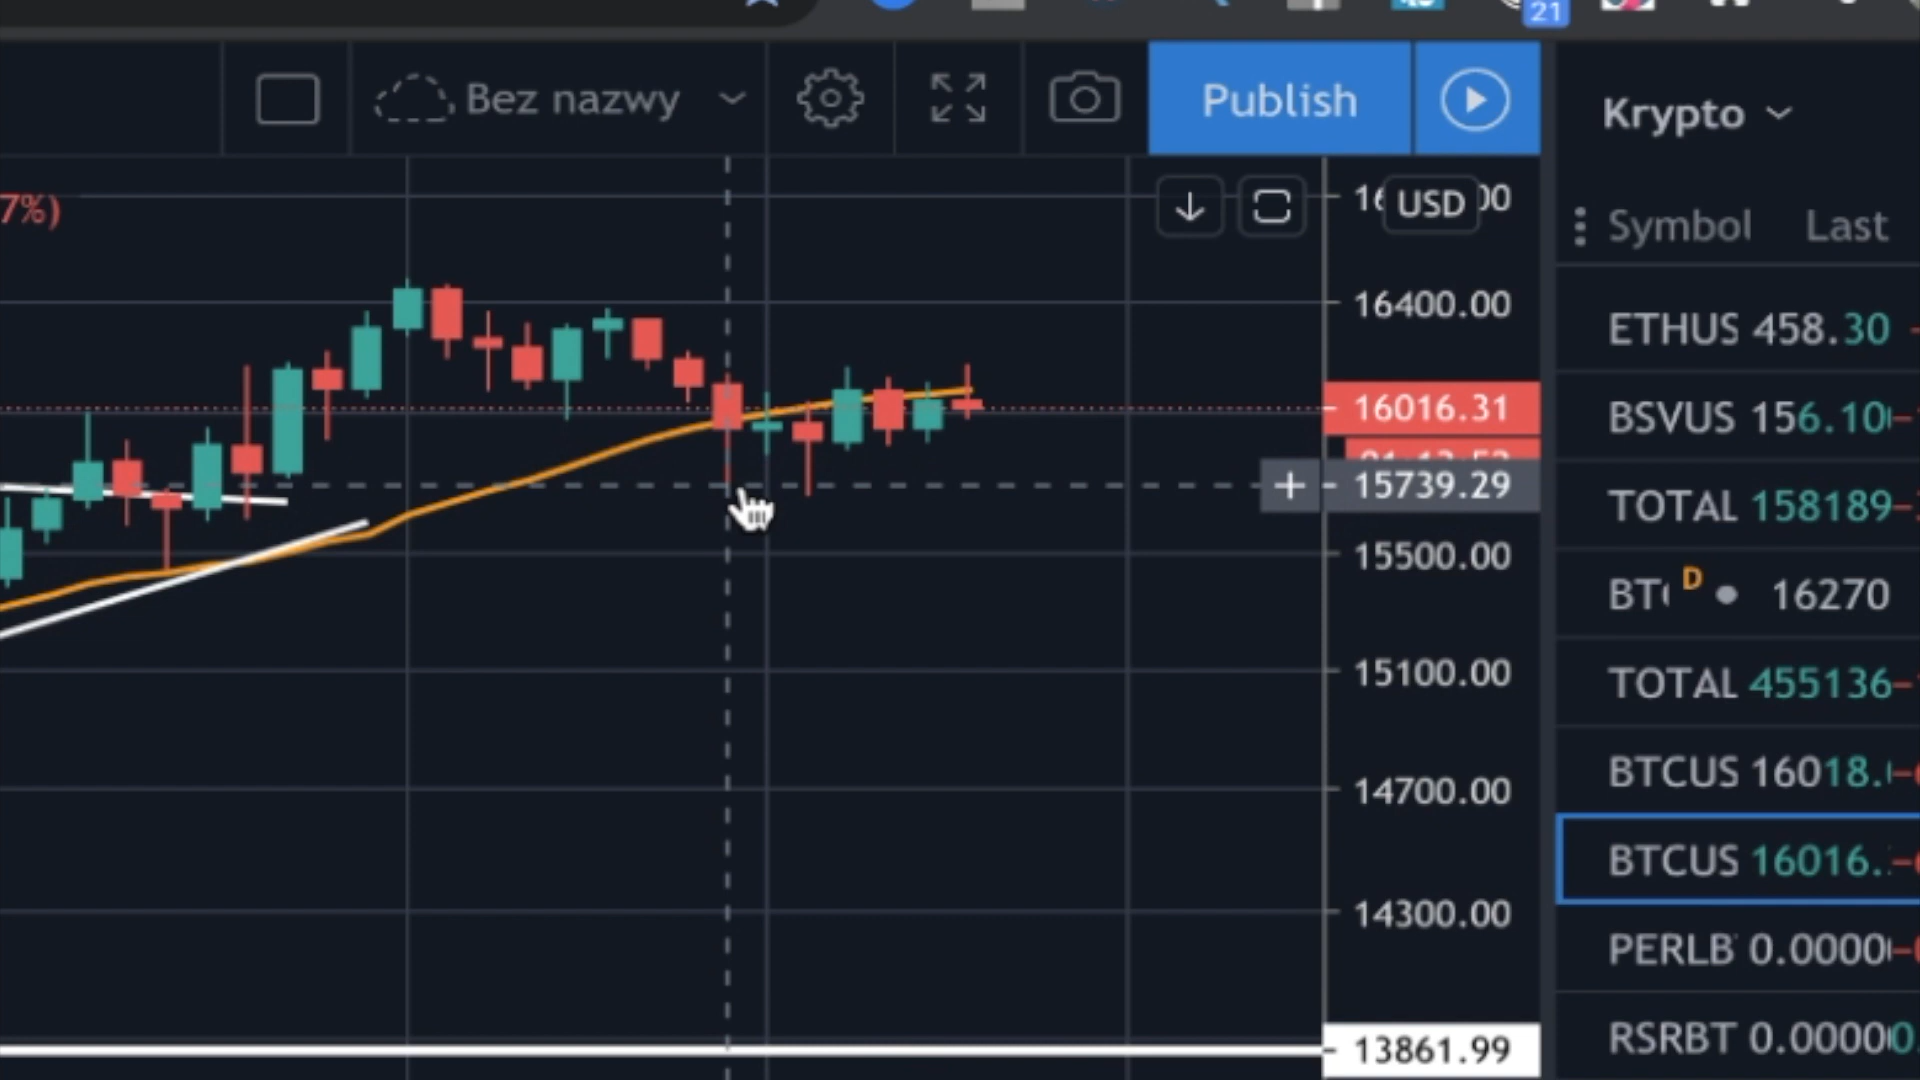 21
Bez nazwy
Publish
Krypto
7%)
USD
Symbol Last
16400.00
ETHUS 458.30
16016.31
BSVUS 156.10
15739.29
TOTAL 158189
15500.00
D
16270
15100.00
TOTAL 455136
14700.00
BTCUS 16018.
BTCUS 16016.
14300.00
PERLB 0.0000
RSRBT 0.0000
13861.99